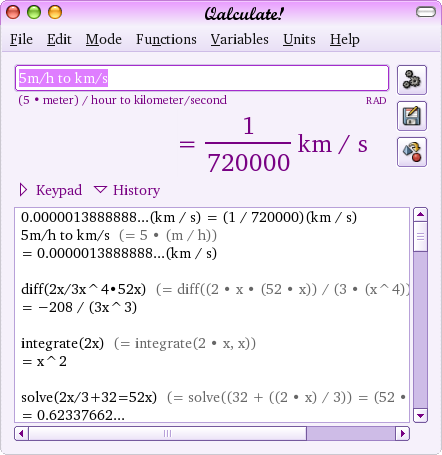 Qalculate!
File Edit Mode Functions Variables Units Help
5m/h to km/s
(5 • meter) / hour to kilometer/second RAD
= 1/720000 km / s
Keypad History
0.0000013888888...(km / s) = (1 / 720000)(km / s)
5m/h to km/s (= 5 • (m / h))
= 0.0000013888888...(km / s)
diff(2x/3x^4•52x) (= diff((2 • x • (52 • x)) / (3 • (x^4))
= −208 / (3x^3)
integrate(2x) (= integrate(2 • x, x))
= x^2
solve(2x/3+32=52x) (= solve((32 + ((2 • x) / 3)) = (52 •
= 0.62337662...